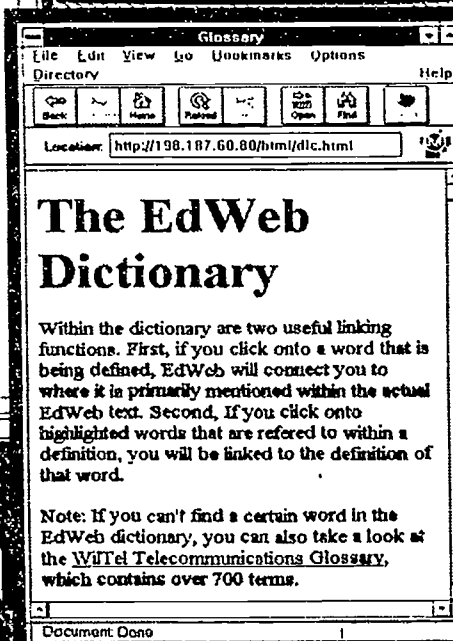 Glossary
File Edit View Go Bookmarks Options
Directory Help
Back Home Reload Open Find
Location: http://198.187.60.80/html/dic.html
The EdWeb
Dictionary
Within the dictionary are two useful linking
functions. First, if you click onto a word that is
being defined, EdWeb will connect you to
where it is primarily mentioned within the actual
EdWeb text. Second, If you click onto
highlighted words that are refered to within a
definition, you will be linked to the definition of
that word.
Note: If you can't find a certain word in the
EdWeb dictionary, you can also take a look at
the WilTel Telecommunications Glossary,
which contains over 700 terms.
Document Done